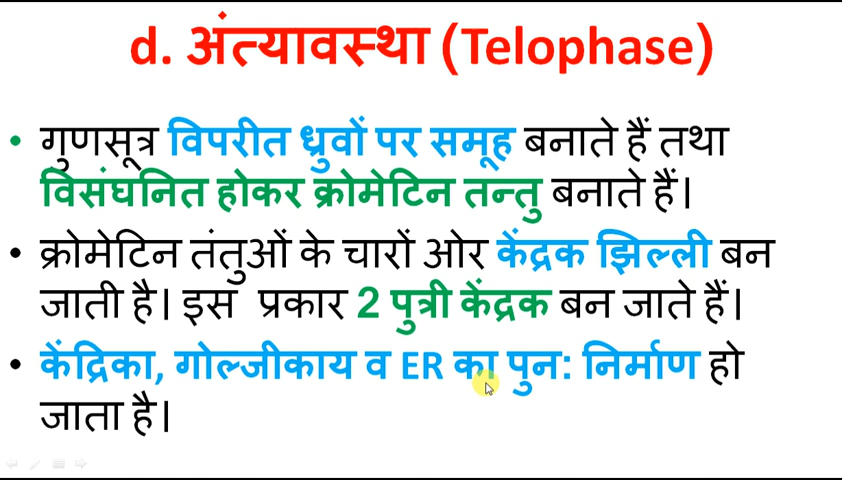 d. अंत्यावस्था (Telophase)
• गुणसूत्र विपरीत ध्रुवों पर समूह बनाते हैं तथा
विसंघनित होकर क्रोमेटिन तन्तु बनाते हैं।
• क्रोमेटिन तंतुओं के चारों ओर केंद्रक झिल्ली बन
जाती है। इस प्रकार 2 पुत्री केंद्रक बन जाते हैं।
• केंद्रिका, गोल्जीकाय व ER का पुन: निर्माण हो
जाता है।